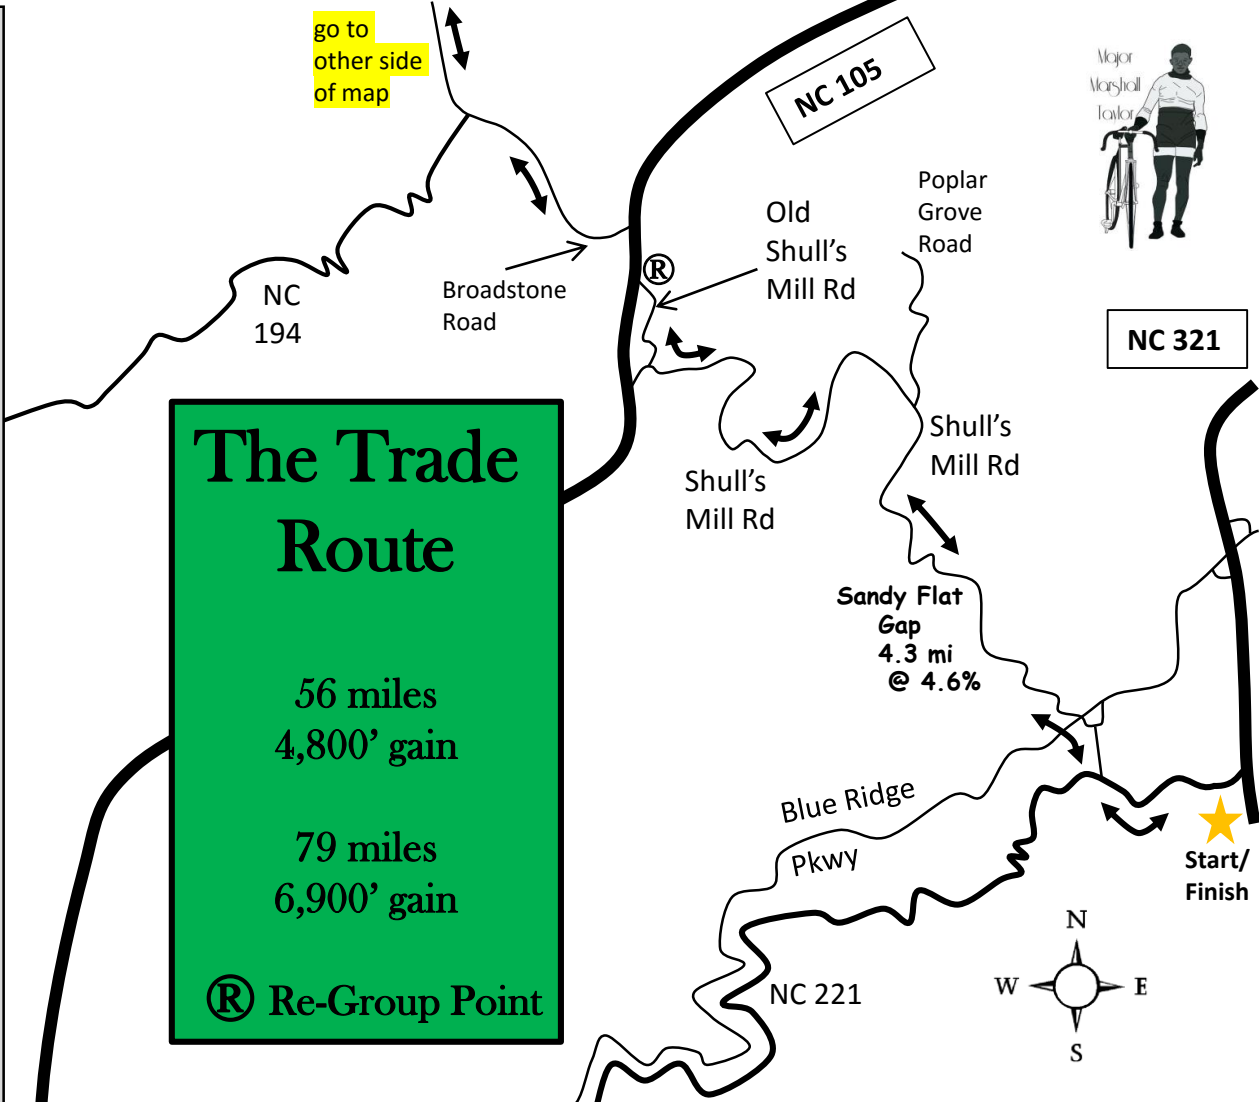 go to
other side
of map
NC 105
Major
Marshall
Taylor
Poplar
Grove
Road
Old
Shull’s
Mill Rd
®
Broadstone
Road
NC
194
NC 321
The Trade
Route
56 miles
4,800’ gain
79 miles
6,900’ gain
® Re-Group Point
Shull’s
Mill Rd
Shull’s
Mill Rd
Sandy Flat
Gap
4.3 mi
@ 4.6%
Blue Ridge
Pkwy
Start/
Finish
NC 221
N
W E
S